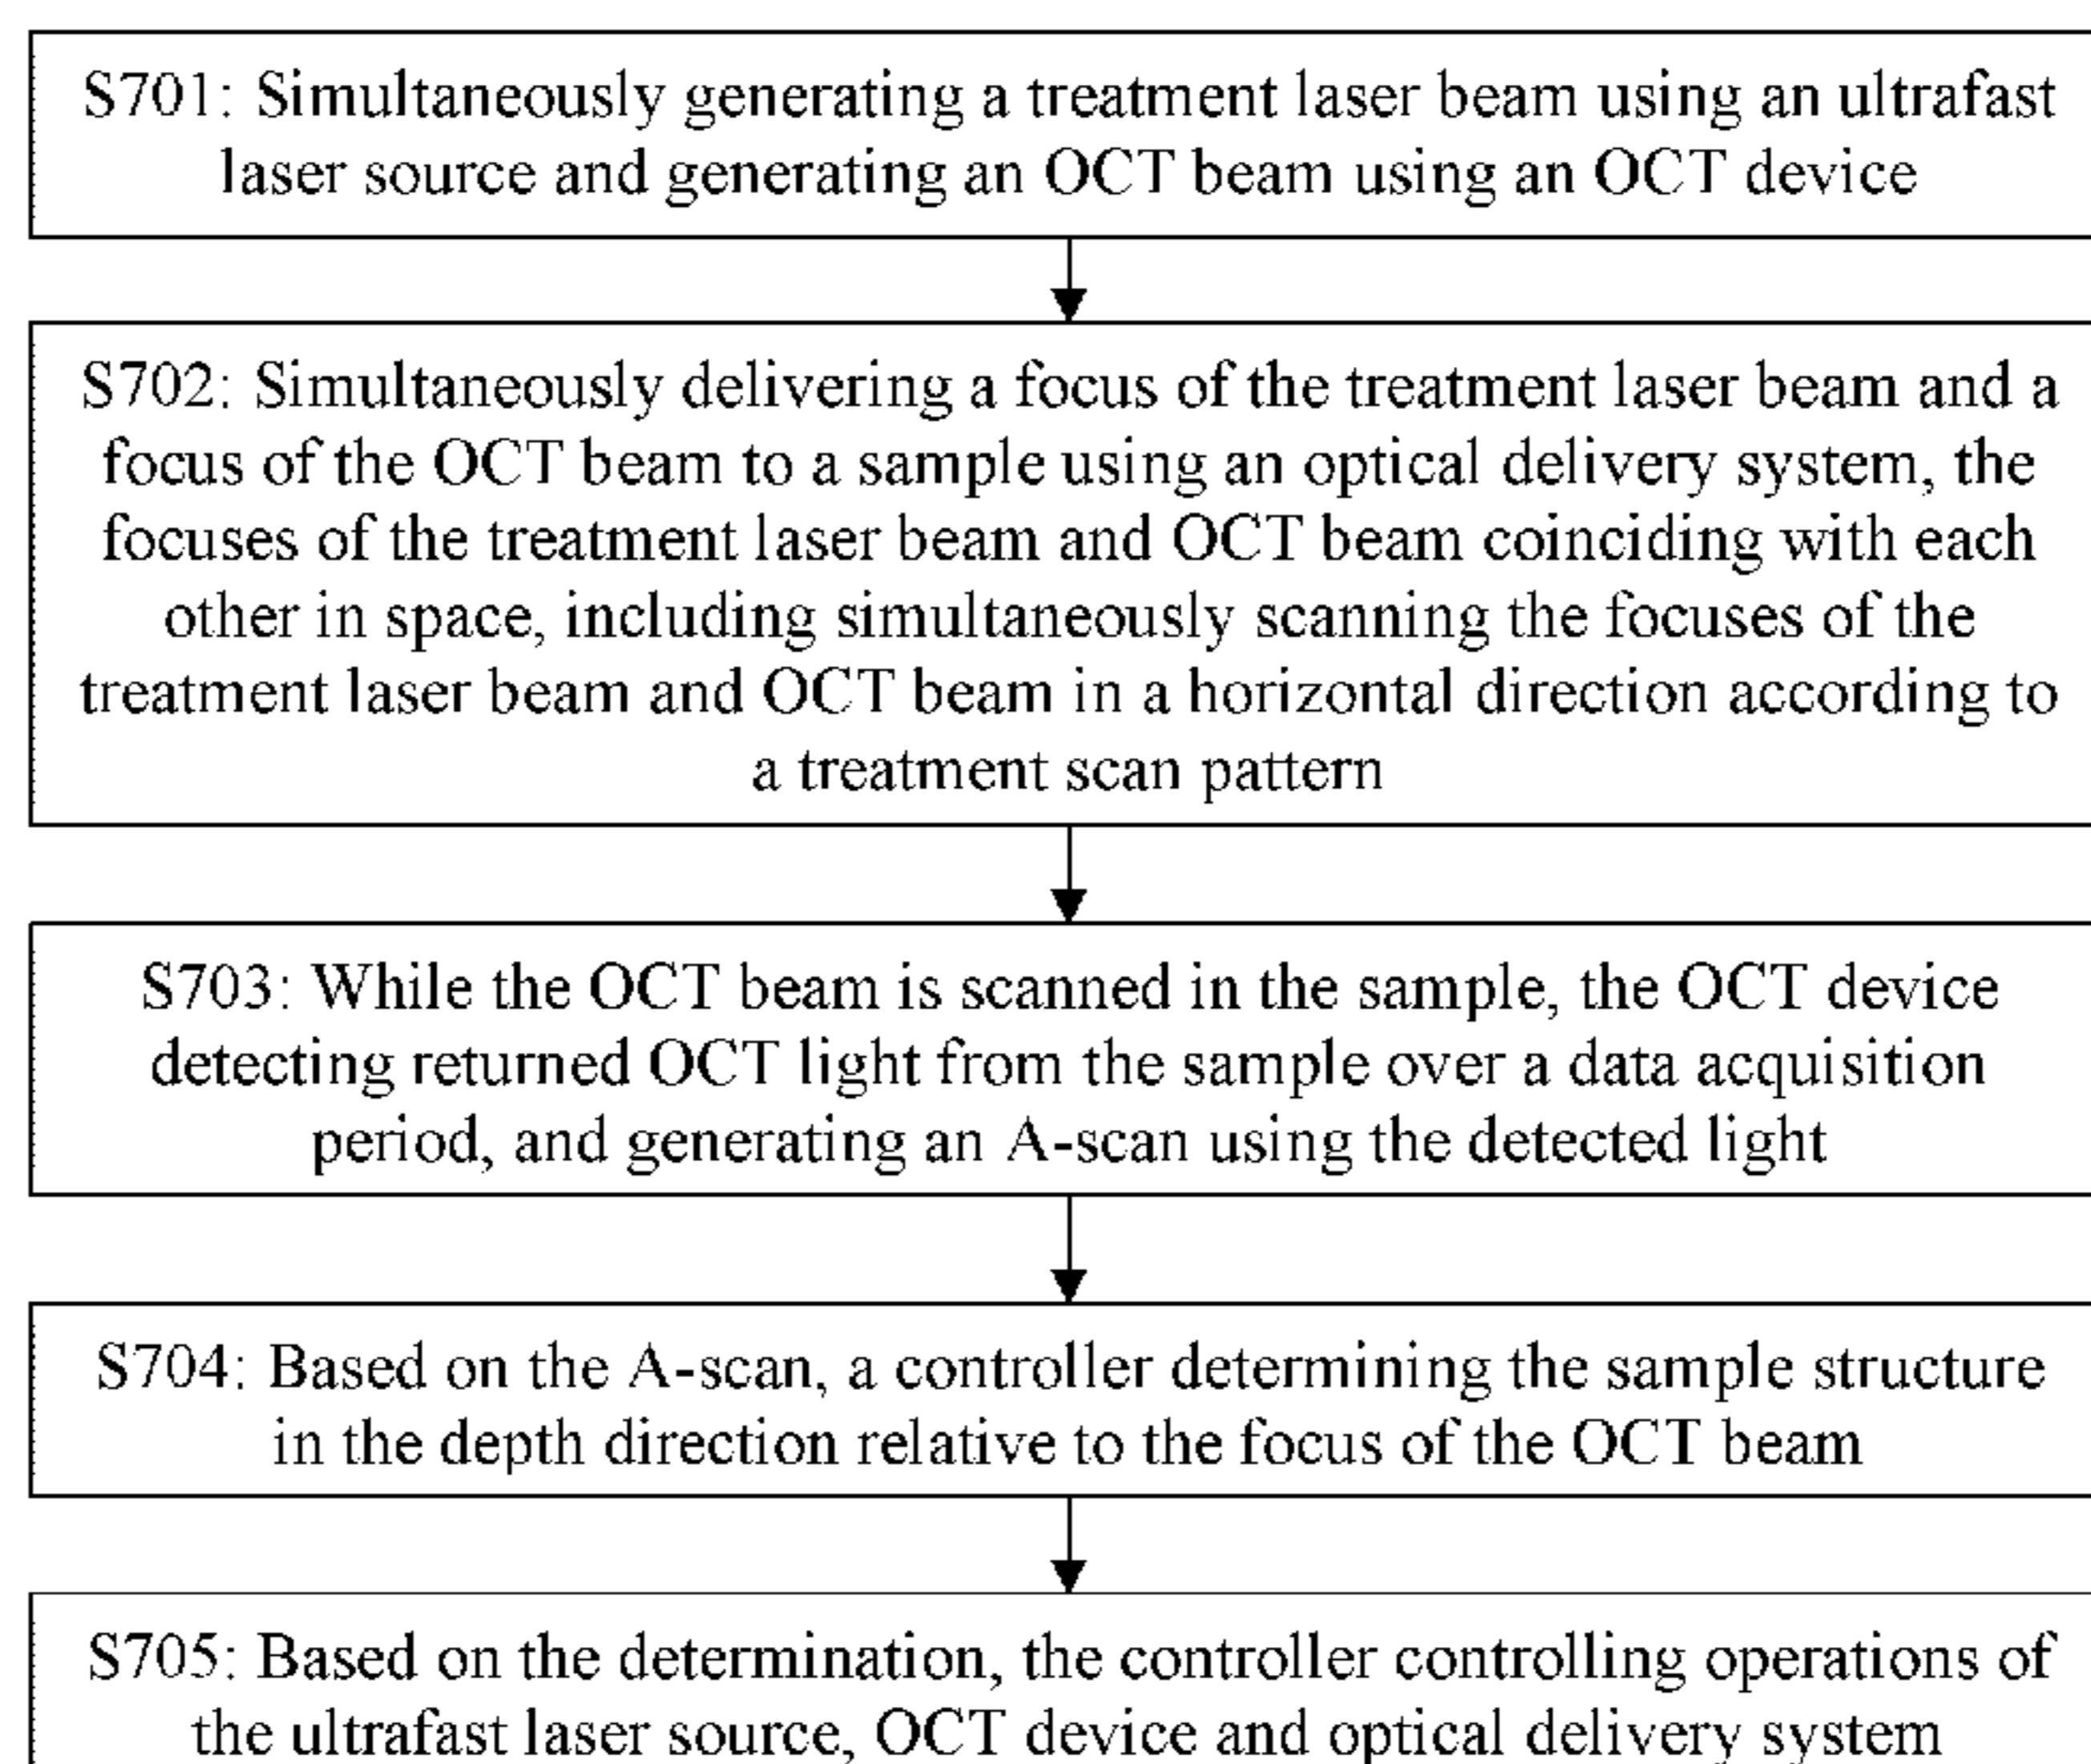 S701: Simultaneously generating a treatment laser beam using an ultrafast
laser source and generating an OCT beam using an OCT device
S702: Simultaneously delivering a focus of the treatment laser beam and a
focus of the OCT beam to a sample using an optical delivery system, the
focuses of the treatment laser beam and OCT beam coinciding with each
other in space, including simultaneously scanning the focuses of the
treatment laser beam and OCT beam in a horizontal direction according to
a treatment scan pattern
S703: While the OCT beam is scanned in the sample, the OCT device
detecting returned OCT light from the sample over a data acquisition
period, and generating an A-scan using the detected light
S704: Based on the A-scan, a controller determining the sample structure
in the depth direction relative to the focus of the OCT beam
S705: Based on the determination, the controller controlling operations of
the ultrafast laser source, OCT device and optical delivery system